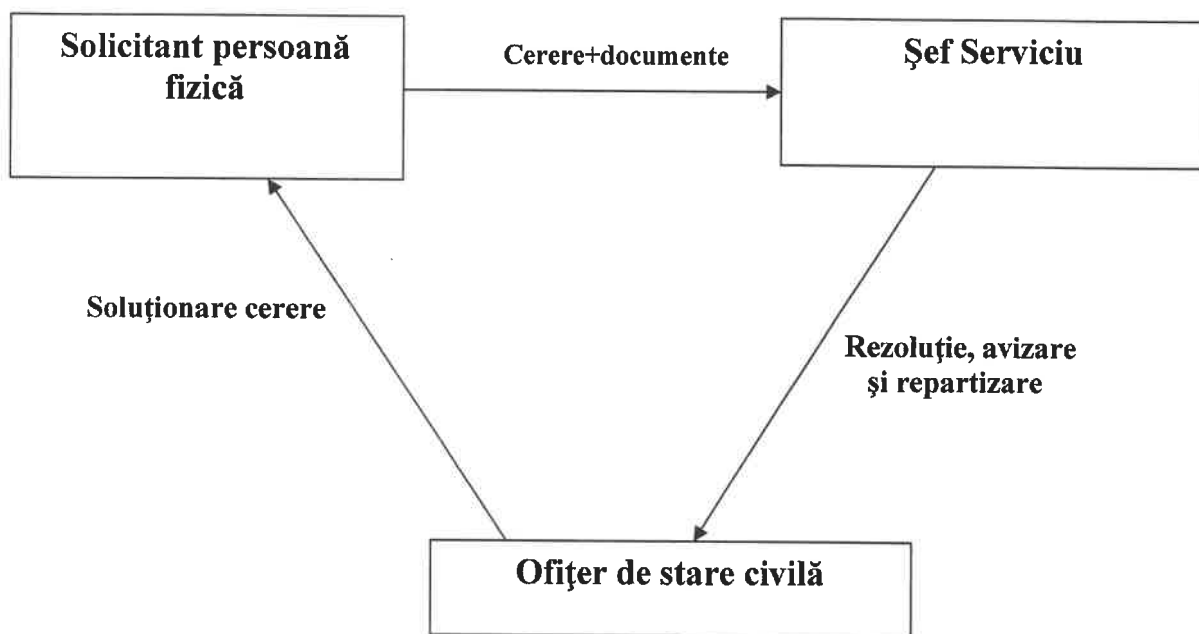 Solicitant persoană
fizică
Cerere+documente
Şef Serviciu
Soluţionare cerere
Rezoluţie, avizare
şi repartizare
Ofiţer de stare civilă